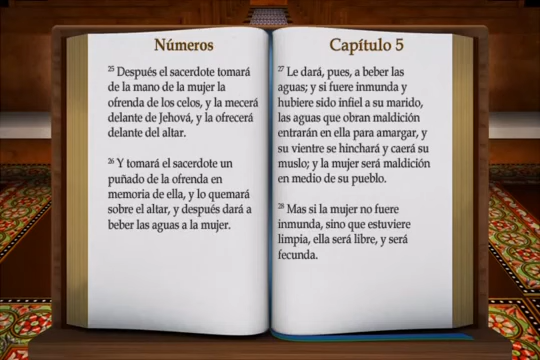 Números
25 Después el sacerdote tomará
de la mano de la mujer la
ofrenda de los celos, y la mecerá
delante de Jehová, y la ofrecerá
delante del altar.
26 Y tomará el sacerdote un
puñado de la ofrenda en
memoria de ella, y lo quemará
sobre el altar, y después dará a
beber las aguas a la mujer.
Capítulo 5
27 Le dará, pues, a beber las
aguas; y si fuere inmunda y
hubiere sido infiel a su marido,
las aguas que obran maldición
entrarán en ella para amargar, y
su vientre se hinchará y caerá su
muslo; y la mujer será maldición
en medio de su pueblo.
28 Mas si la mujer no fuere
inmunda, sino que estuviere
limpia, ella será libre, y será
fecunda.